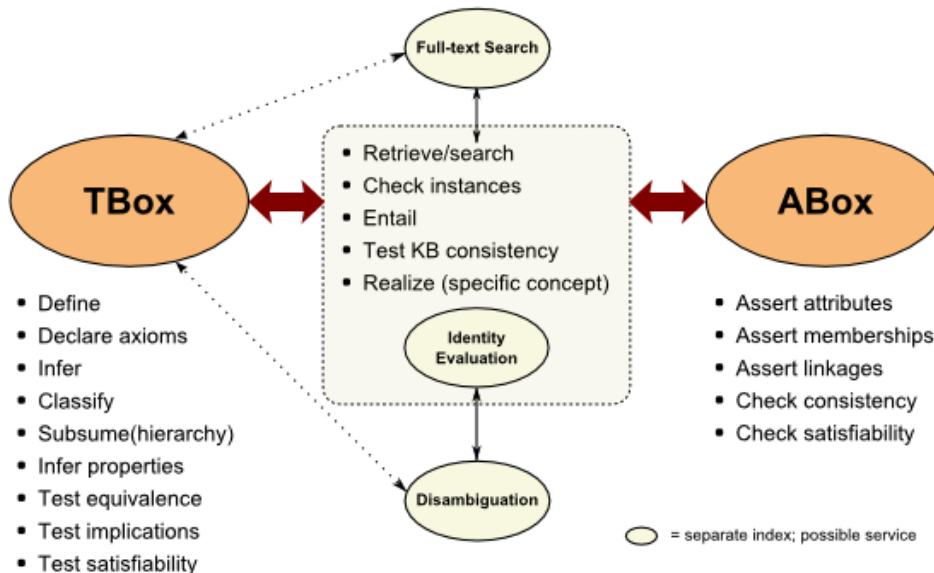 Full-text Search
TBox
ABox
▪ Retrieve/search
▪ Check instances
▪ Entail
▪ Test KB consistency
▪ Realize (specific concept)
Identity
Evaluation
▪ Define
▪ Declare axioms
▪ Infer
▪ Classify
▪ Subsume(hierarchy)
▪ Infer properties
▪ Test equivalence
▪ Test implications
▪ Test satisfiability
▪ Assert attributes
▪ Assert memberships
▪ Assert linkages
▪ Check consistency
▪ Check satisfiability
Disambiguation
= separate index; possible service